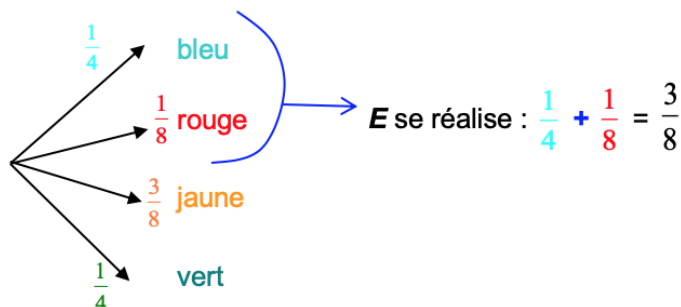 1/4 bleu
1/8 rouge
E se réalise : 1/4 + 1/8 = 3/8
3/8 jaune
1/4 vert